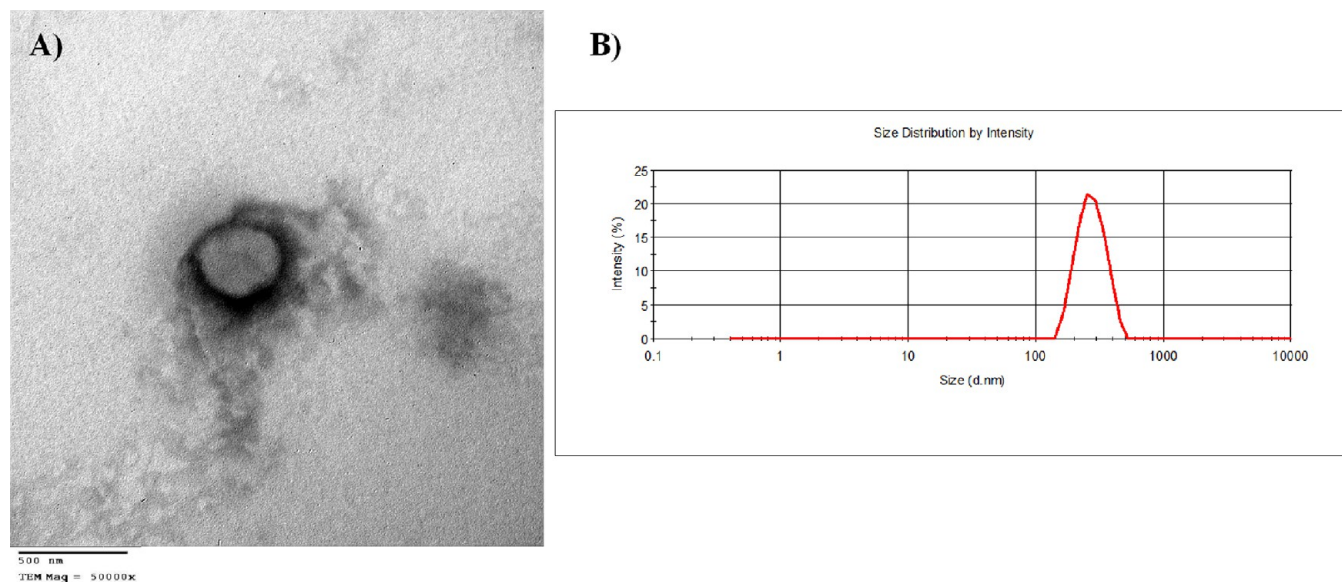 A)
B)
Size Distribution by Intensity
25
20
15
10
5
0
Intensity (%)
0.1 1 10 100 1000 10000
Size (d.nm)
500 nm
TEM Mag = 50000x